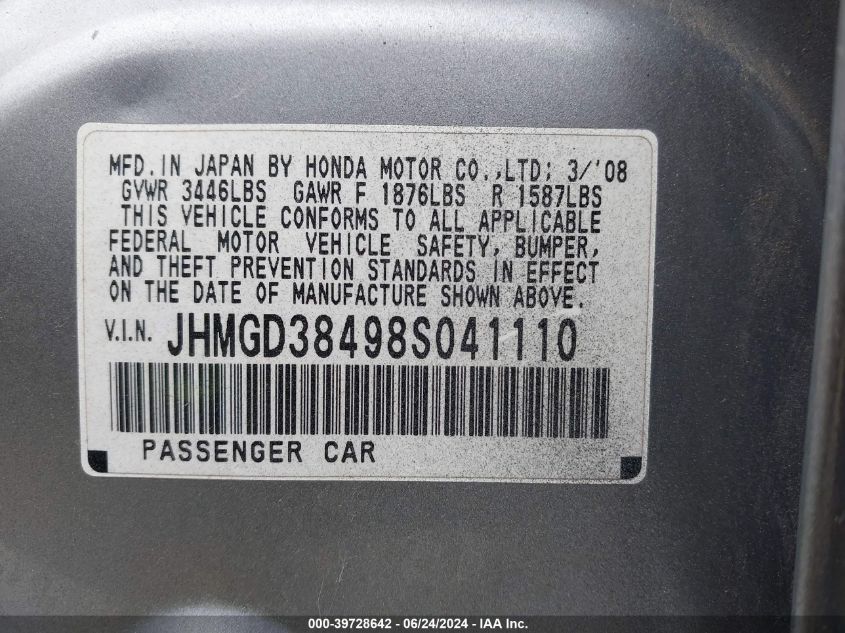 MFD.IN JAPAN BY HONDA MOTOR CO.,LTD; 3/'08
GVWR 3446LBS GAWR F 1876LBS R 1587LBS
THIS VEHICLE CONFORMS TO ALL APPLICABLE
FEDERAL MOTOR VEHICLE SAFETY, BUMPER,
AND THEFT PREVENTION STANDARDS IN EFFECT
ON THE DATE OF MANUFACTURE SHOWN ABOVE.
V.I.N. JHMGD38498S041110
PASSENGER CAR
000-39728642 / 06/24/2024 - IAA Inc.